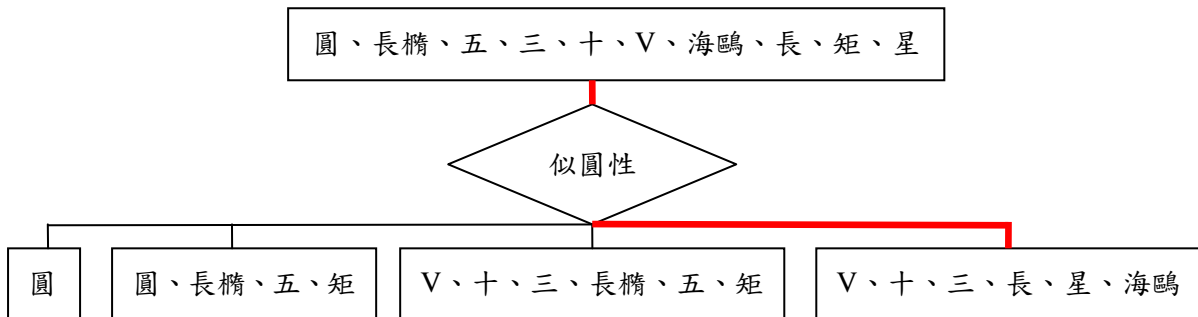 圓、長橢、五、三、十、V、海鷗、長、矩、星
似圓性
圓
圓、長橢、五、矩
V、十、三、長橢、五、矩
V、十、三、長、星、海鷗